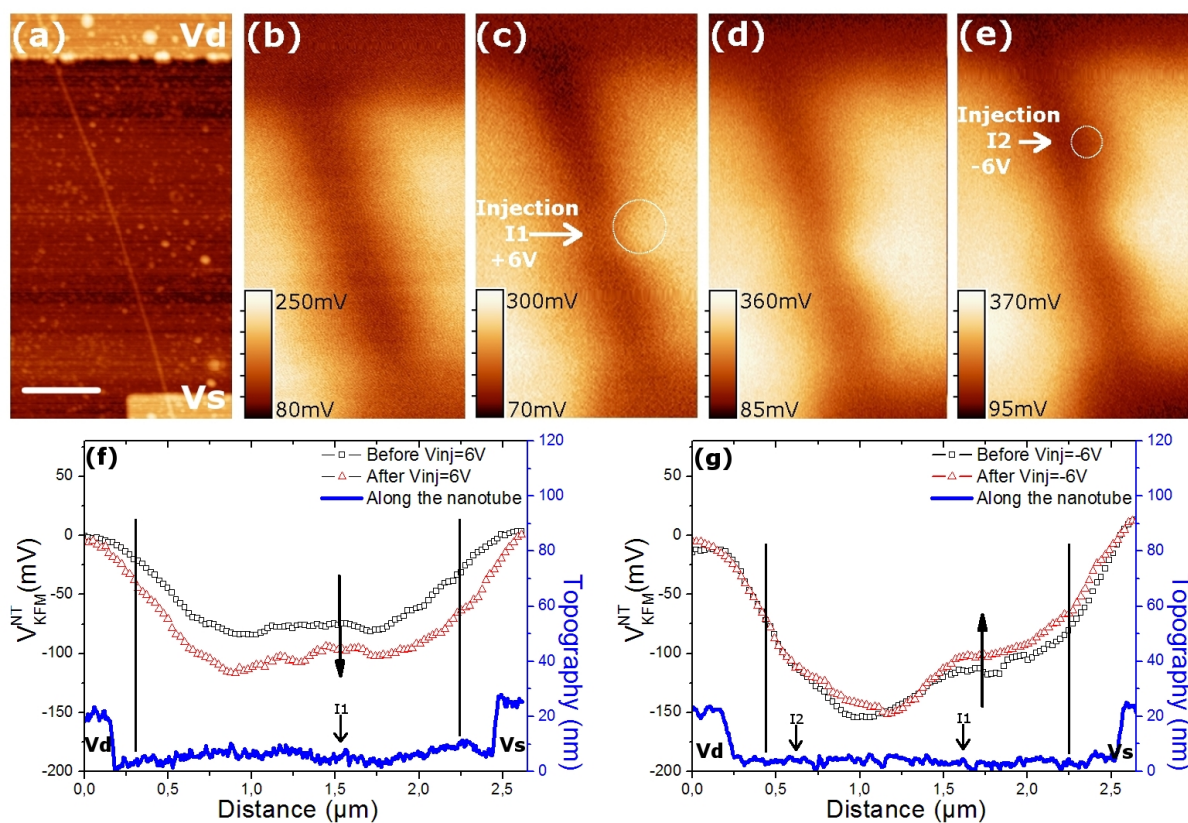 (a)
Vd
Vs
(b)
250mV
80mV
(c)
Injection
I1
+6V
300mV
70mV
(d)
360mV
85mV
(e)
Injection
I2
-6V
370mV
95mV
(f)
Before Vinj=6V
After Vinj=6V
Along the nanotube
50
0
-50
-100
-150
-200
V NT KFM (mV)
120
100
80
60
40
20
0
Topography (nm)
I1
Vd
Vs
0,0
0,5
1,0
1,5
2,0
2,5
Distance (µm)
(g)
Before Vinj=-6V
After Vinj=-6V
Along the nanotube
50
0
-50
-100
-150
-200
V NT KFM (mV)
120
100
80
60
40
20
0
Topography (nm)
I2
I1
Vd
Vs
0,0
0,5
1,0
1,5
2,0
2,5
Distance (µm)